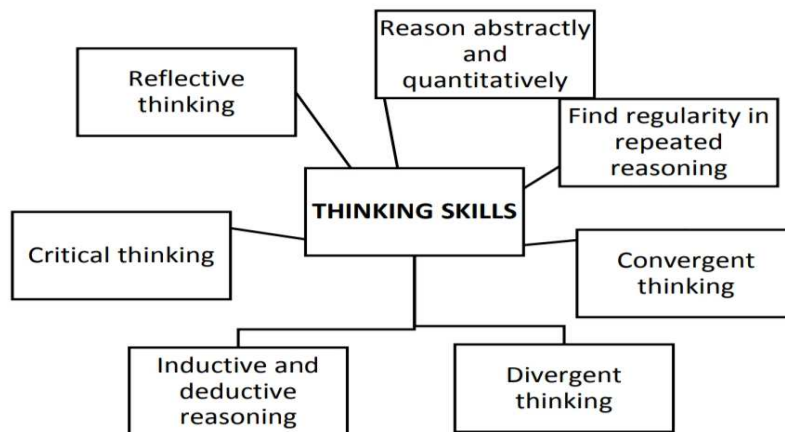 Reason abstractly
and
quantitatively
Reflective
thinking
Find regularity in
repeated
reasoning
THINKING SKILLS
Critical thinking
Convergent
thinking
Inductive and
deductive
reasoning
Divergent
thinking